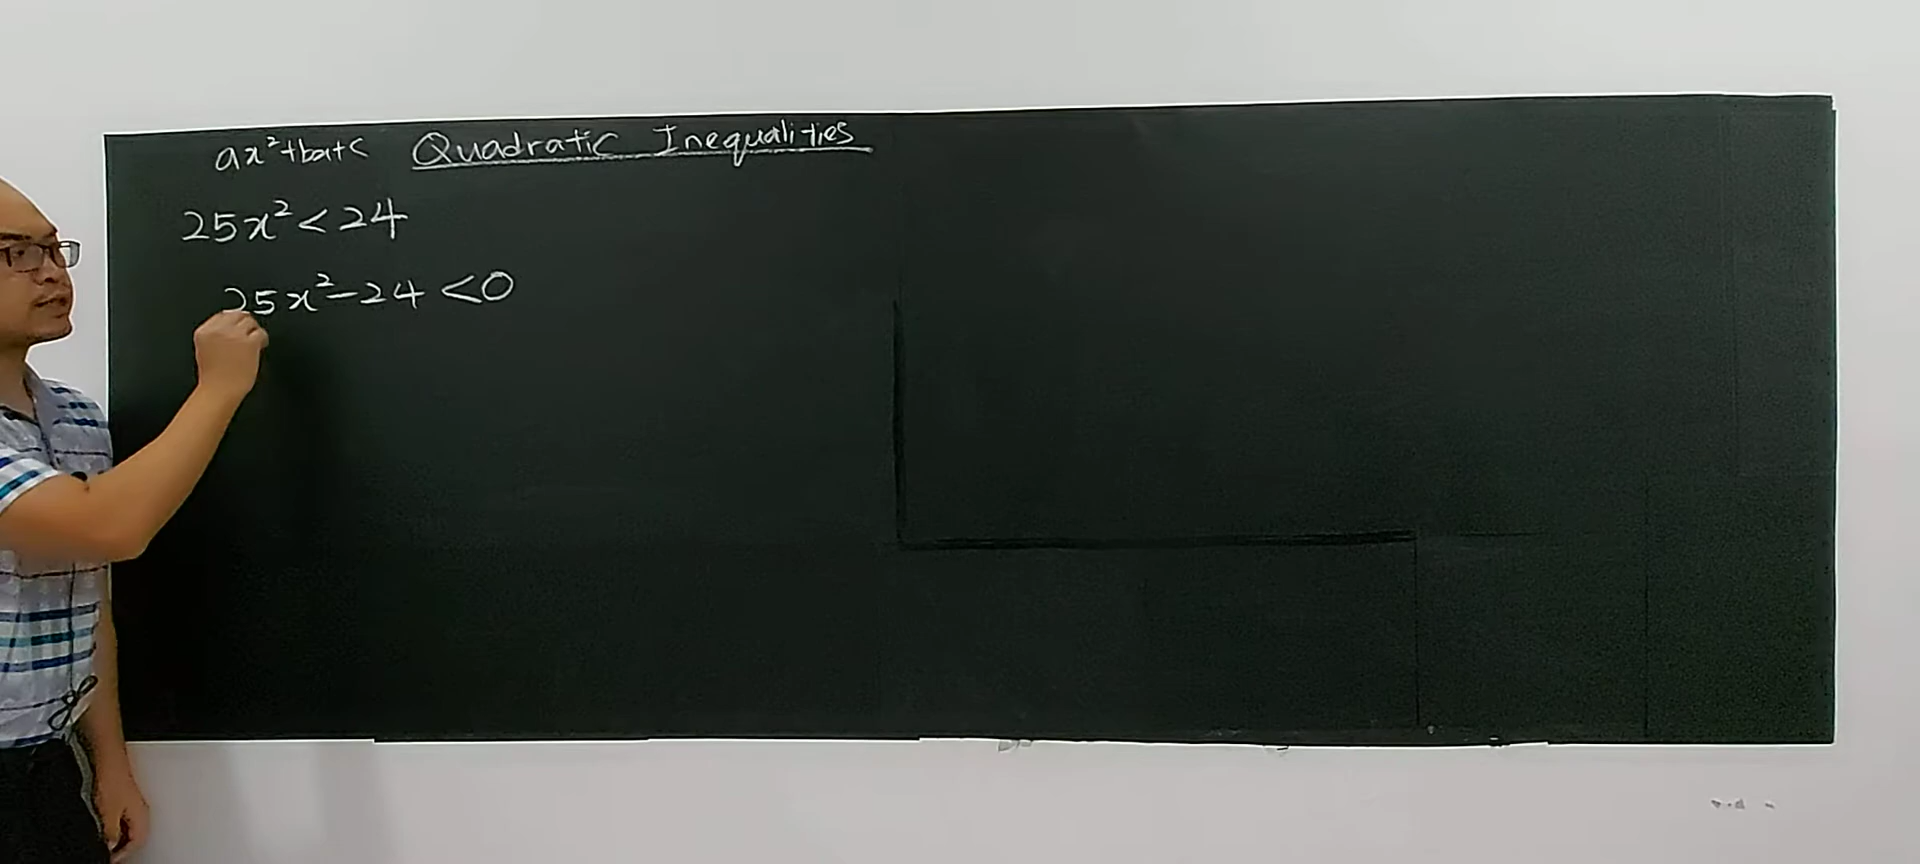 ax²+bx+c Quadratic Inequalities
25x² < 24
25x² - 24 < 0